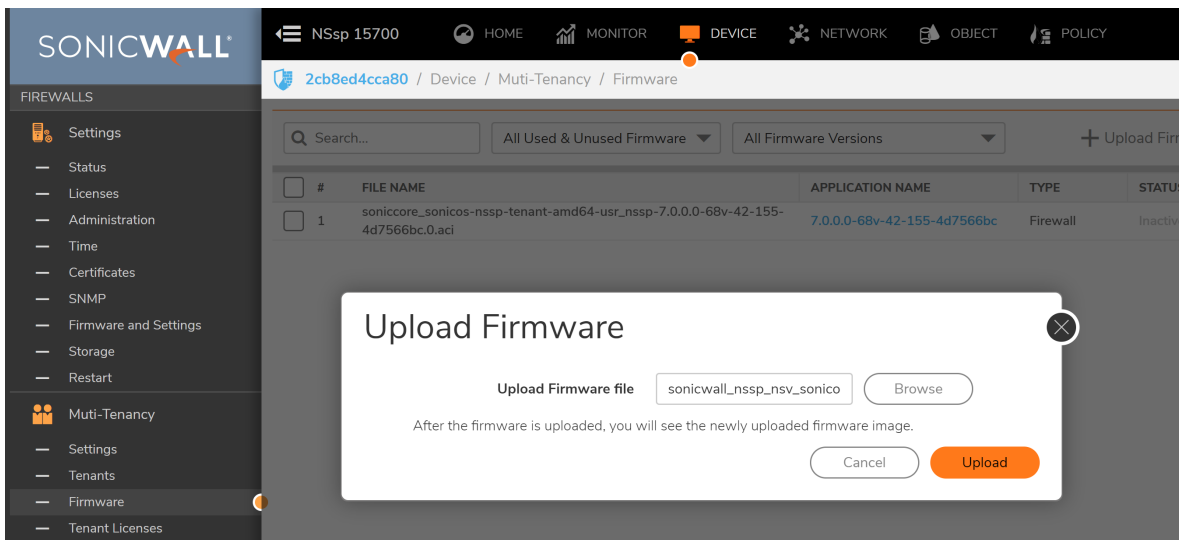 SONICWALL®
NSsp 15700
HOME
MONITOR
DEVICE
NETWORK
OBJECT
POLICY
2cb8ed4cca80 / Device / Muti-Tenancy / Firmware
FIREWALLS
Settings
Status
Licenses
Administration
Time
Certificates
SNMP
Firmware and Settings
Storage
Restart
Muti-Tenancy
Settings
Tenants
Firmware
Tenant Licenses
Search...
All Used & Unused Firmware
All Firmware Versions
Upload Fir
# FILE NAME APPLICATION NAME TYPE STATU
1 soniccore_sonicos-nssp-tenant-amd64-usr_nssp-7.0.0.0-68v-42-155-
4d7566bc.0.aci
7.0.0.0-68v-42-155-4d7566bc Firewall Inactiv
Upload Firmware
Upload Firmware file sonicwall_nssp_nsv_sonico Browse
After the firmware is uploaded, you will see the newly uploaded firmware image.
Cancel Upload